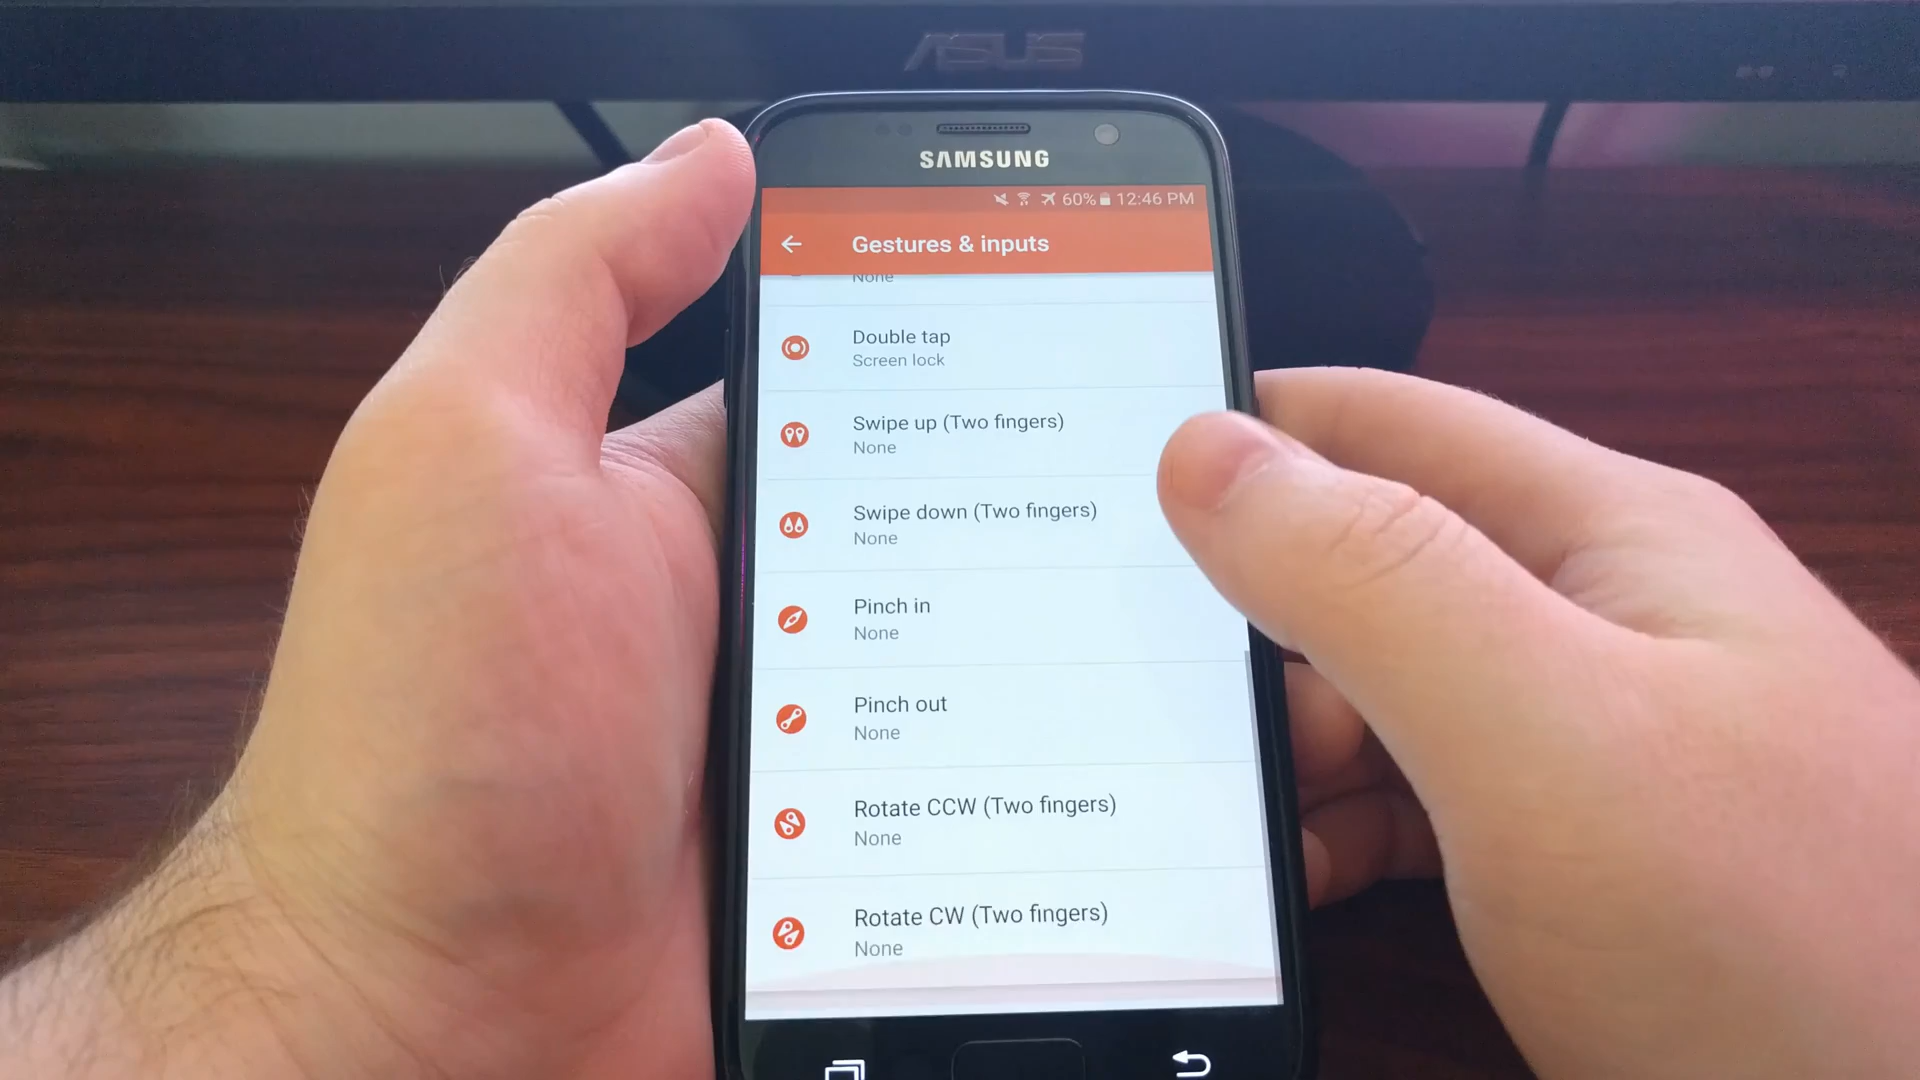 ASUS
SAMSUNG
60% 12:46 PM
Gestures & inputs
None
Double tap
Screen lock
Swipe up (Two fingers)
None
Swipe down (Two fingers)
None
Pinch in
None
Pinch out
None
Rotate CCW (Two fingers)
None
Rotate CW (Two fingers)
None